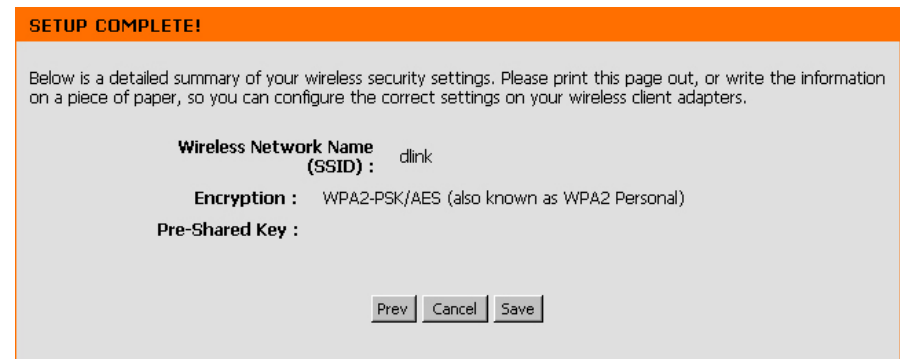 SETUP COMPLETE!
Below is a detailed summary of your wireless security settings. Please print this page out, or write the information
on a piece of paper, so you can configure the correct settings on your wireless client adapters.
Wireless Network Name
(SSID) : dlink
Encryption : WPA2-PSK/AES (also known as WPA2 Personal)
Pre-Shared Key :
Prev Cancel Save